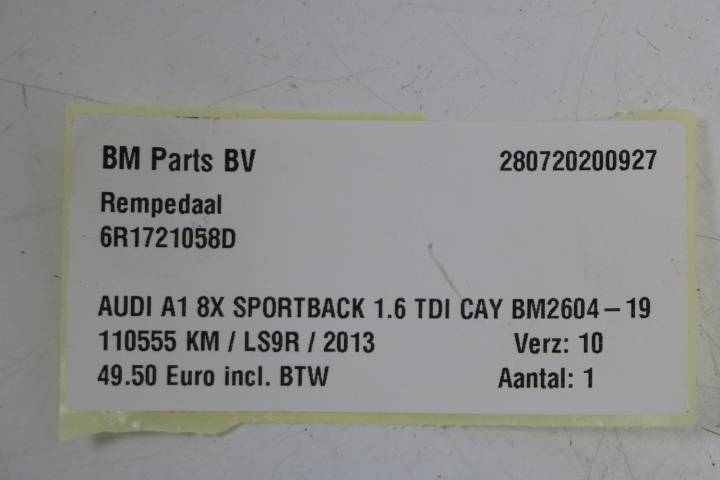 BM Parts BV 280720200927
Rempedaal
6R1721058D
AUDI A1 8X SPORTBACK 1.6 TDI CAY BM2604-19
110555 KM / LS9R / 2013 Verz: 10
49.50 Euro incl. BTW Aantal: 1